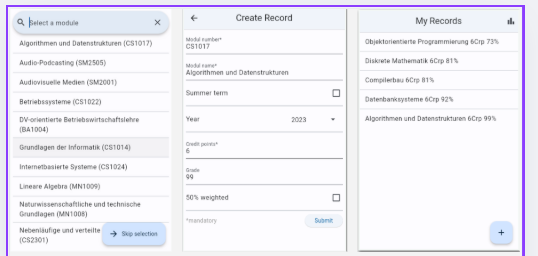 Select a module
Algorithmen und Datenstrukturen (CS1017)
Audio-Podcasting (SM2505)
Audiovisuelle Medien (SM2001)
Betriebssysteme (CS1022)
DV-orientierte Betriebswirtschaftslehre
(BA1004)
Grundlagen der Informatik (CS1014)
Internetbasierte Systeme (CS1024)
Lineare Algebra (MN1009)
Naturwissenschaftliche und technische
Grundlagen (MN1008)
Nebenläufige und verteilte
(CS2301)
Skip selection
Create Record
Modul number*
CS1017
Modul name*
Algorithmen und Datenstrukturen
Summer term
Year 2023
Credit points*
6
Grade
99
50% weighted
*mandatory Submit
My Records
Objektorientierte Programmierung 6Crp 73%
Diskrete Mathematik 6Crp 81%
Compilerbau 6Crp 81%
Datenbanksysteme 6Crp 92%
Algorithmen und Datenstrukturen 6Crp 99%